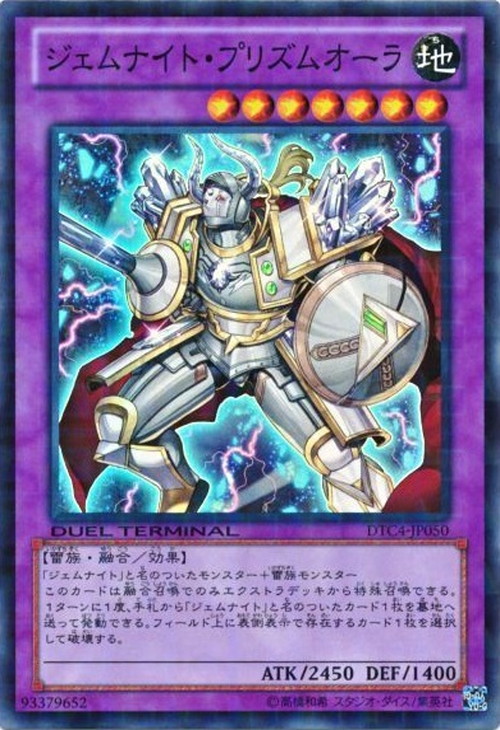 ジェムナイト・プリズムオーラ
地
DUEL TERMINAL
DTC4-JP050
【雷族・融合/効果】
「ジェムナイト」と名のついたモンスター+雷族モンスター
このカードは融合召喚でのみエクストラデッキから特殊召喚できる。
1ターンに1度、手札から「ジェムナイト」と名のついたカード1枚を墓地へ
送って発動できる。フィールド上に表側表示で存在するカード1枚を選択
して破壊する。
ATK/2450 DEF/1400
93379652
©高橋和希 スタジオ・ダイス/集英社